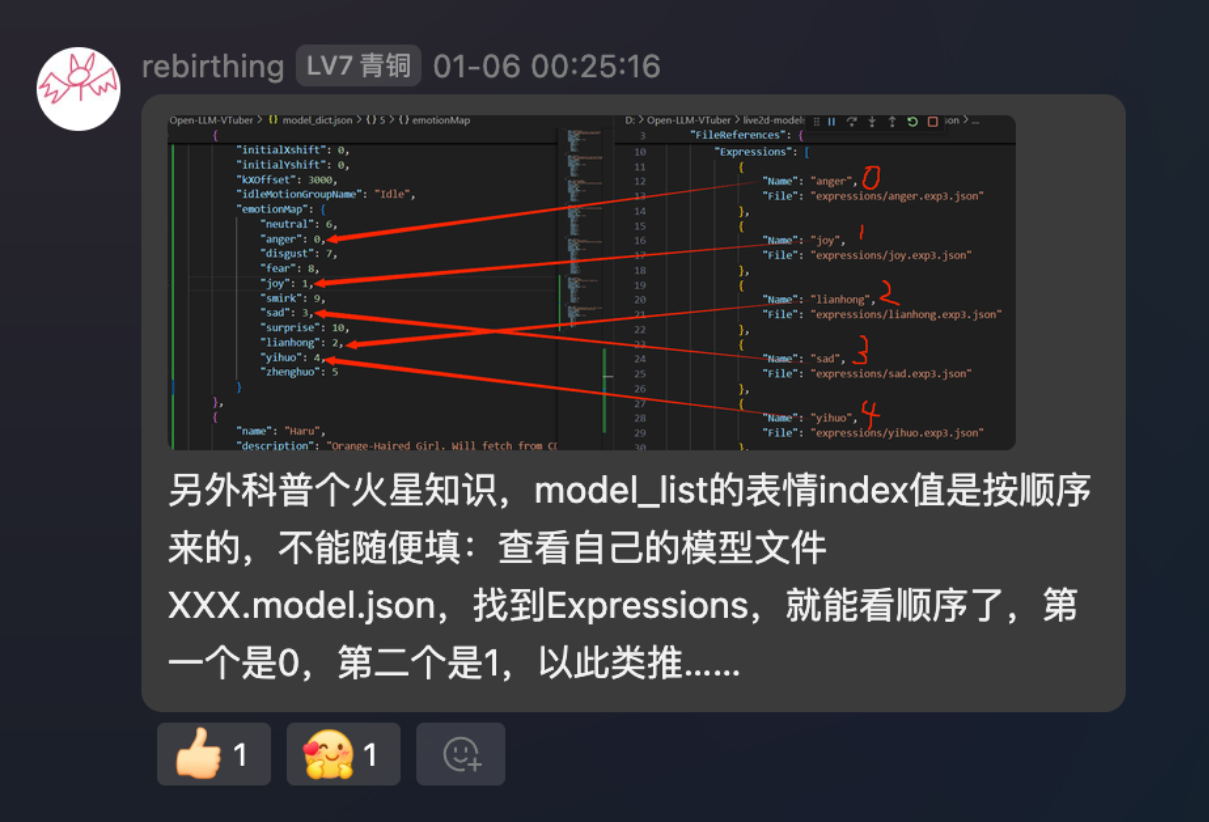 rebirthing LV7 青铜 01-06 00:25:16
Open-LLM-VTuber > {} model_dict.json > {} 5 > {} emotionMap
{
"initialXshift": 0,
"initialYshift": 0,
"kXOffset": 3000,
"idleMotionGroupName": "Idle",
"emotionMap": {
"neutral": 6,
"anger": 0,
"disgust": 7,
"fear": 8,
"joy": 1,
"smirk": 9,
"sad": 3,
"surprise": 10,
"lianhong": 2,
"yihuo": 4,
"zhenghuo": 5
}
},
{
"name": "Haru",
"description": "Orange-Haired Girl. Will fetch from
D: > Open-LLM-VTuber > live2d-models
3 "FileReferences": {
10 "Expressions": [
11 {
12 "Name": "anger", 0
13 "File": "expressions/anger.exp3.json"
14 },
15 {
16 "Name": "joy", 1
17 "File": "expressions/joy.exp3.json"
18 },
19 {
20 "Name": "lianhong", 2
21 "File": "expressions/lianhong.exp3.json"
22 },
23 {
24 "Name": "sad", 3
25 "File": "expressions/sad.exp3.json"
26 },
27 {
28 "Name": "yihuo", 4
29 "File": "expressions/yihuo.exp3.json"
30 },
另外科普个火星知识，model_list的表情index值是按顺序
来的，不能随便填：查看自己的模型文件
XXX.model.json，找到Expressions，就能看顺序了，第
一个是0，第二个是1，以此类推......
1 1